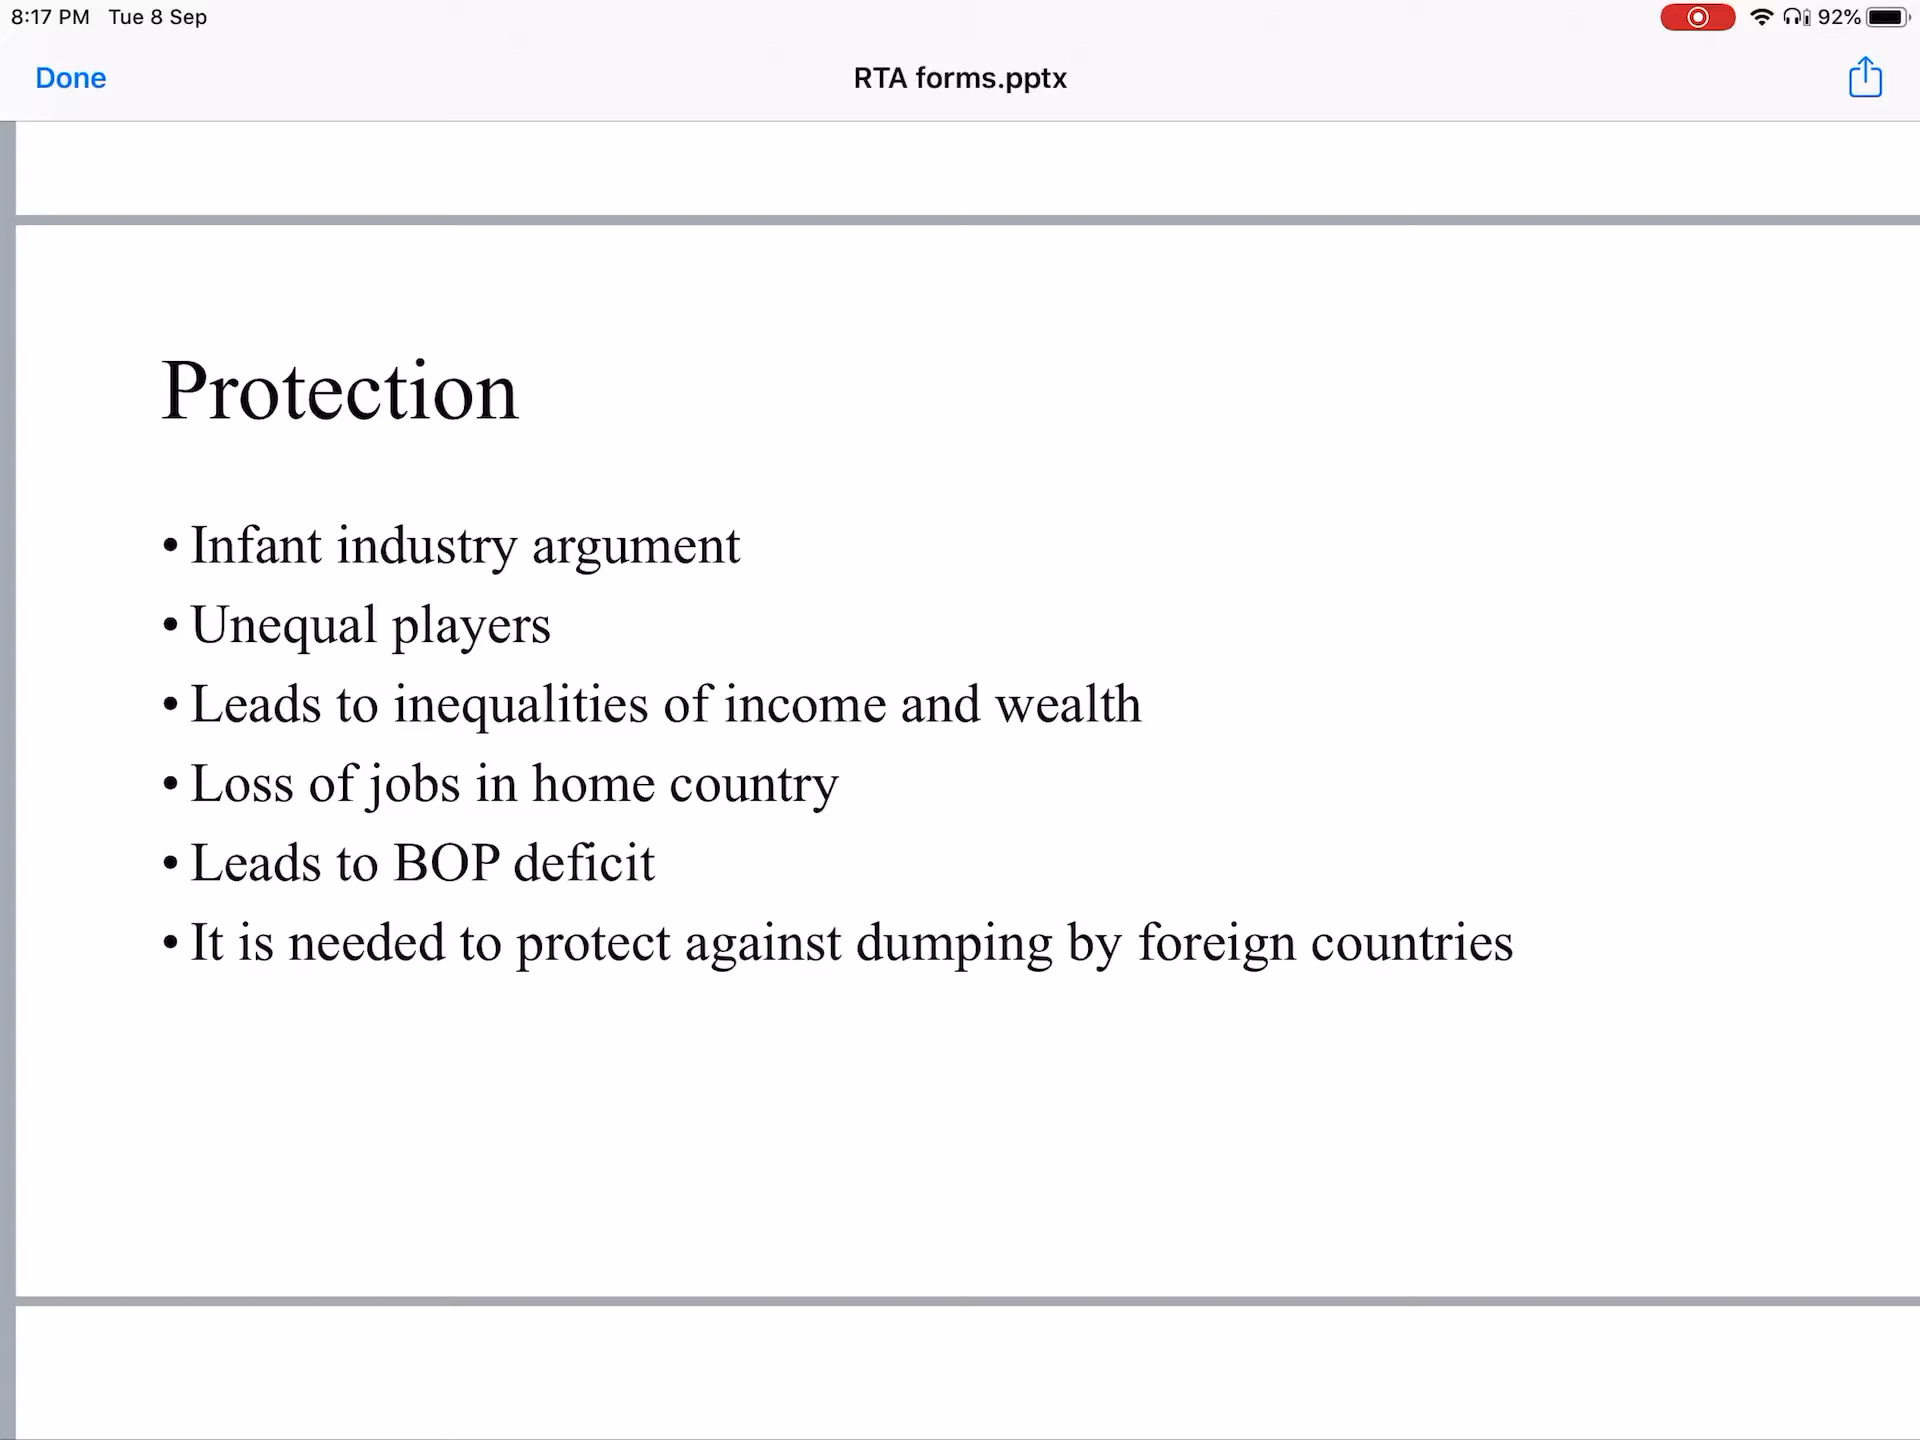 8:17 PM Tue 8 Sep 92%
Done RTA forms.pptx
Protection
• Infant industry argument
• Unequal players
• Leads to inequalities of income and wealth
• Loss of jobs in home country
• Leads to BOP deficit
• It is needed to protect against dumping by foreign countries